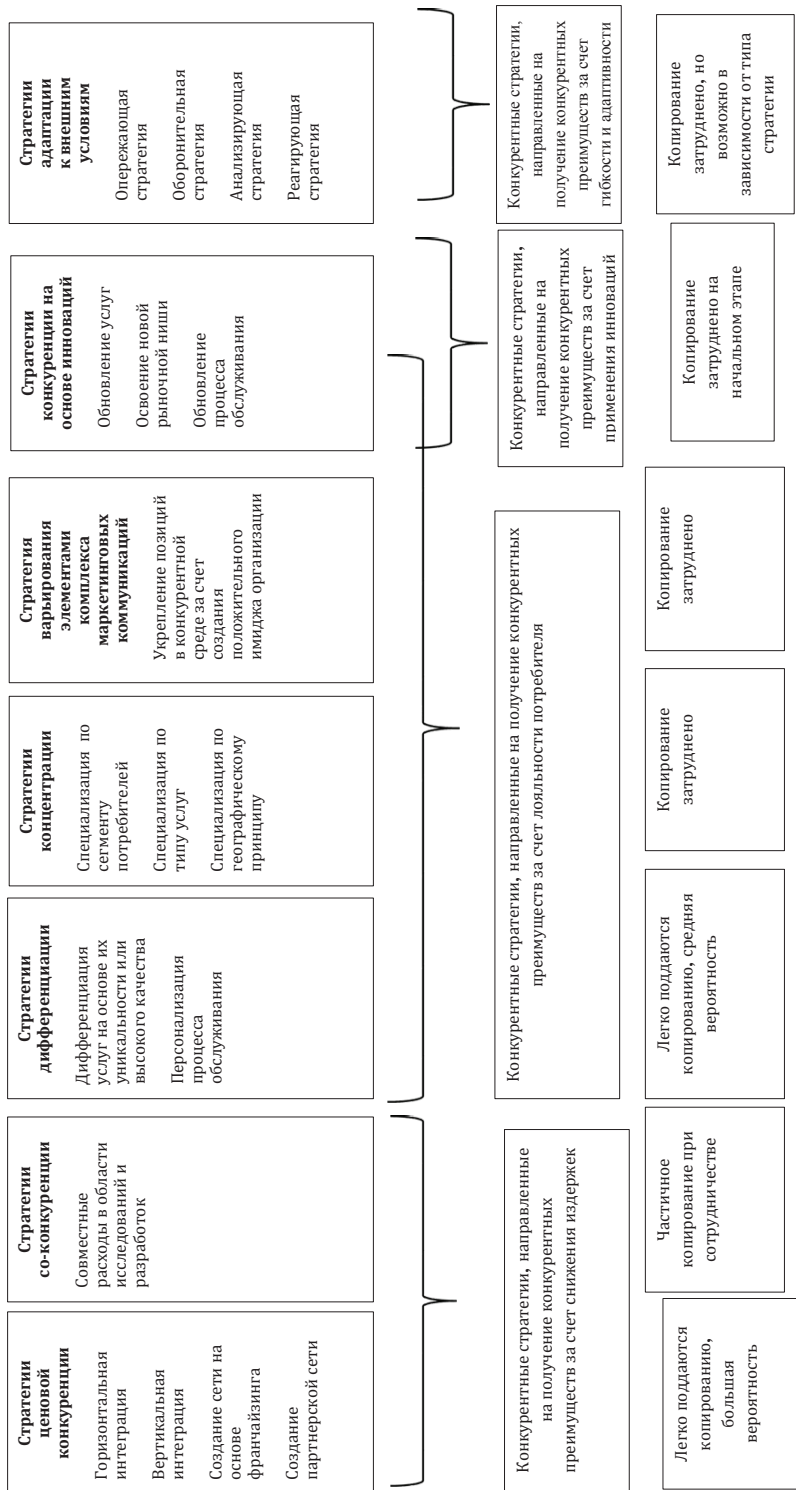 Стратегии
ценовой
конкуренции
Горизонтальная
интеграция
Вертикальная
интеграция
Создание сети на
основе
франчайзинга
Создание
партнерской сети
Стратегии
со-конкуренции
Совместные
расходы в области
исследований и
разработок
Стратегии
дифференциации
Дифференциация
услуг на основе их
уникальности или
высокого качества
Персонализация
процесса
обслуживания
Стратегии
концентрации
Специализация по
сегменту
потребителей
Специализация по
типу услуг
Специализация по
географическому
принципу
Стратегия
варьирования
элементами
комплекса
маркетинговых
коммуникаций
Укрепление позиций
в конкурентной
среде за счет
создания
положительного
имиджа организации
Стратегии
конкуренции на
основе инноваций
Обновление услуг
Освоение новой
рыночной ниши
Обновление
процесса
обслуживания
Стратегии
адаптации
к внешним
условиям
Опережающая
стратегия
Оборонительная
стратегия
Анализирующая
стратегия
Реагирующая
стратегия
Конкурентные стратегии, направленные
на получение конкурентных
преимуществ за счет снижения издержек
Конкурентные стратегии, направленные на получение конкурентных
преимуществ за счет лояльности потребителя
Конкурентные стратегии,
направленные на
получение конкурентных
преимуществ за счет
применения инноваций
Конкурентные стратегии,
направленные на
получение конкурентных
преимуществ за счет
гибкости и адаптивности
Легко поддаются
копированию,
большая
вероятность
Частичное
копирование при
сотрудничестве
Легко поддаются
копированию, средняя
вероятность
Копирование
затруднено
Копирование
затруднено
Копирование
затруднено на
начальном этапе
Копирование
затруднено, но
возможно в
зависимости от типа
стратегии